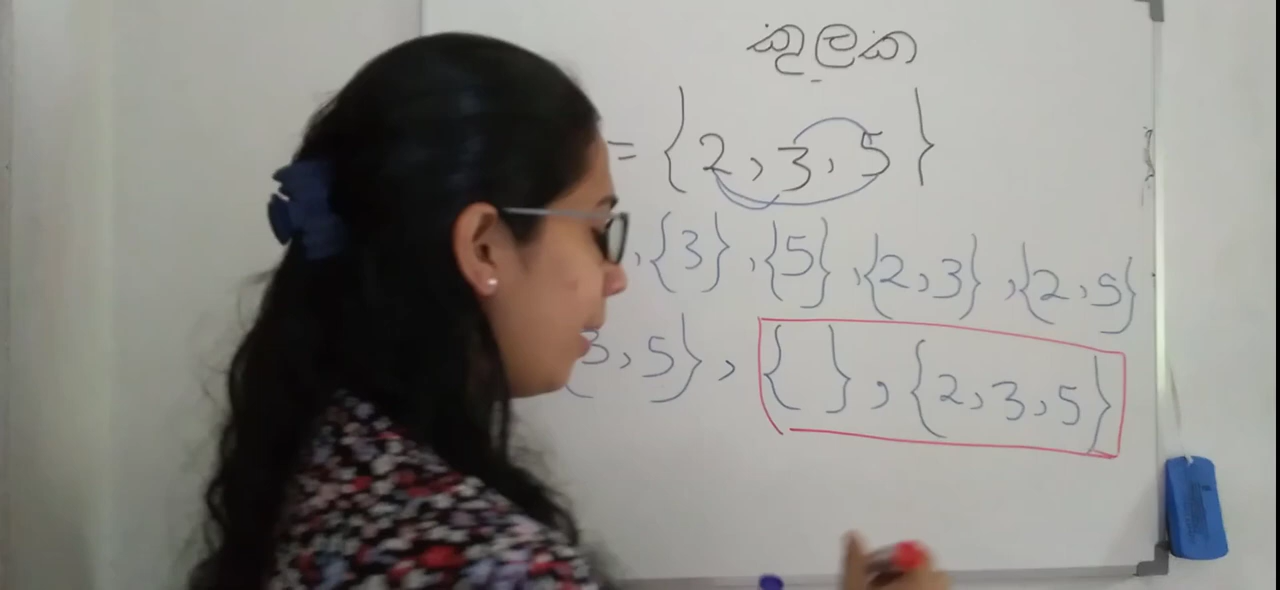 කුලක
= {2, 3, 5}
, {3}, {5}, {2, 3}, {2, 5}
{3, 5}, { }, {2, 3, 5}